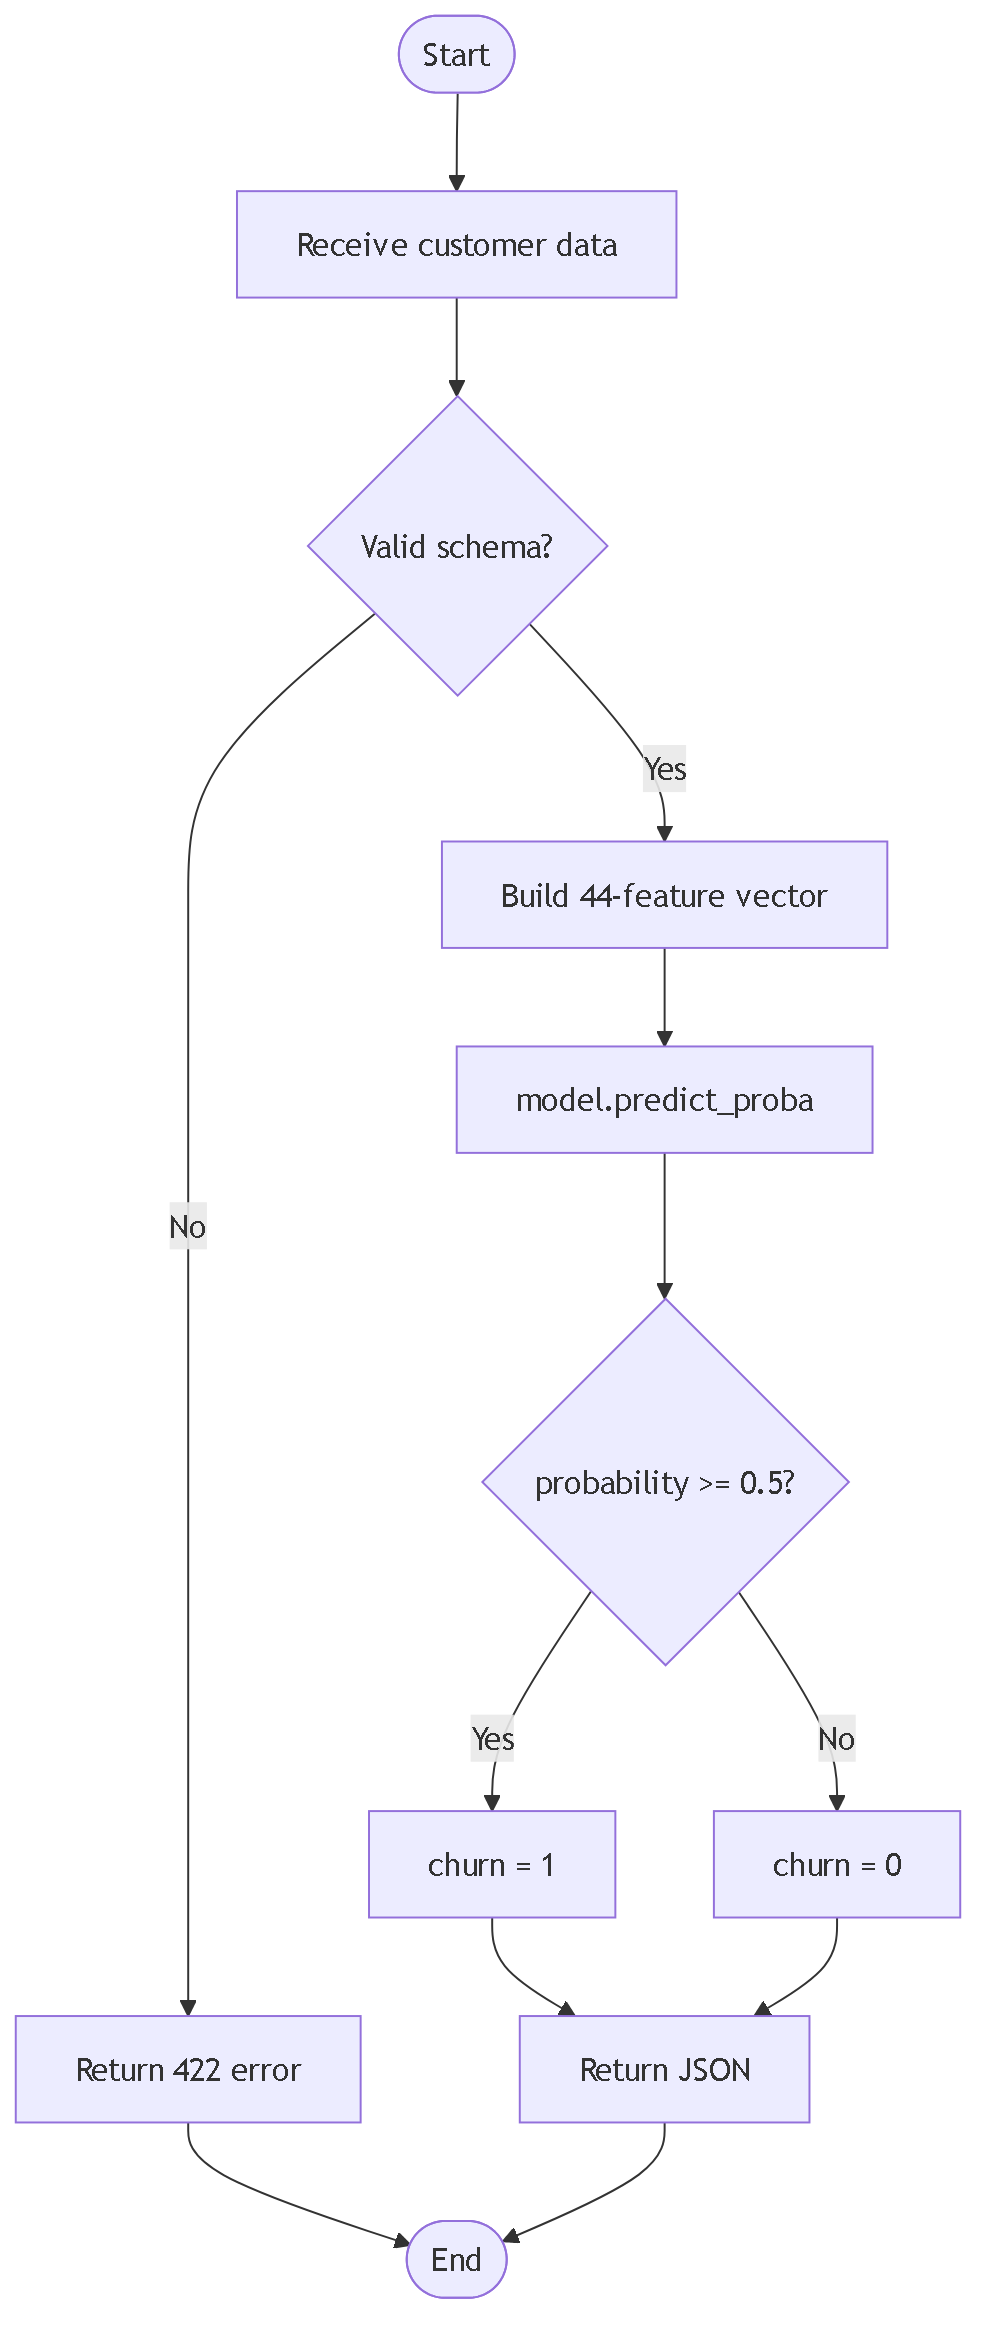 Start
Receive customer data
Valid schema?
Yes
Build 44-feature vector
model.predict_proba
No
probability >= 0.5?
Yes
No
churn = 1
churn = 0
Return 422 error
Return JSON
End